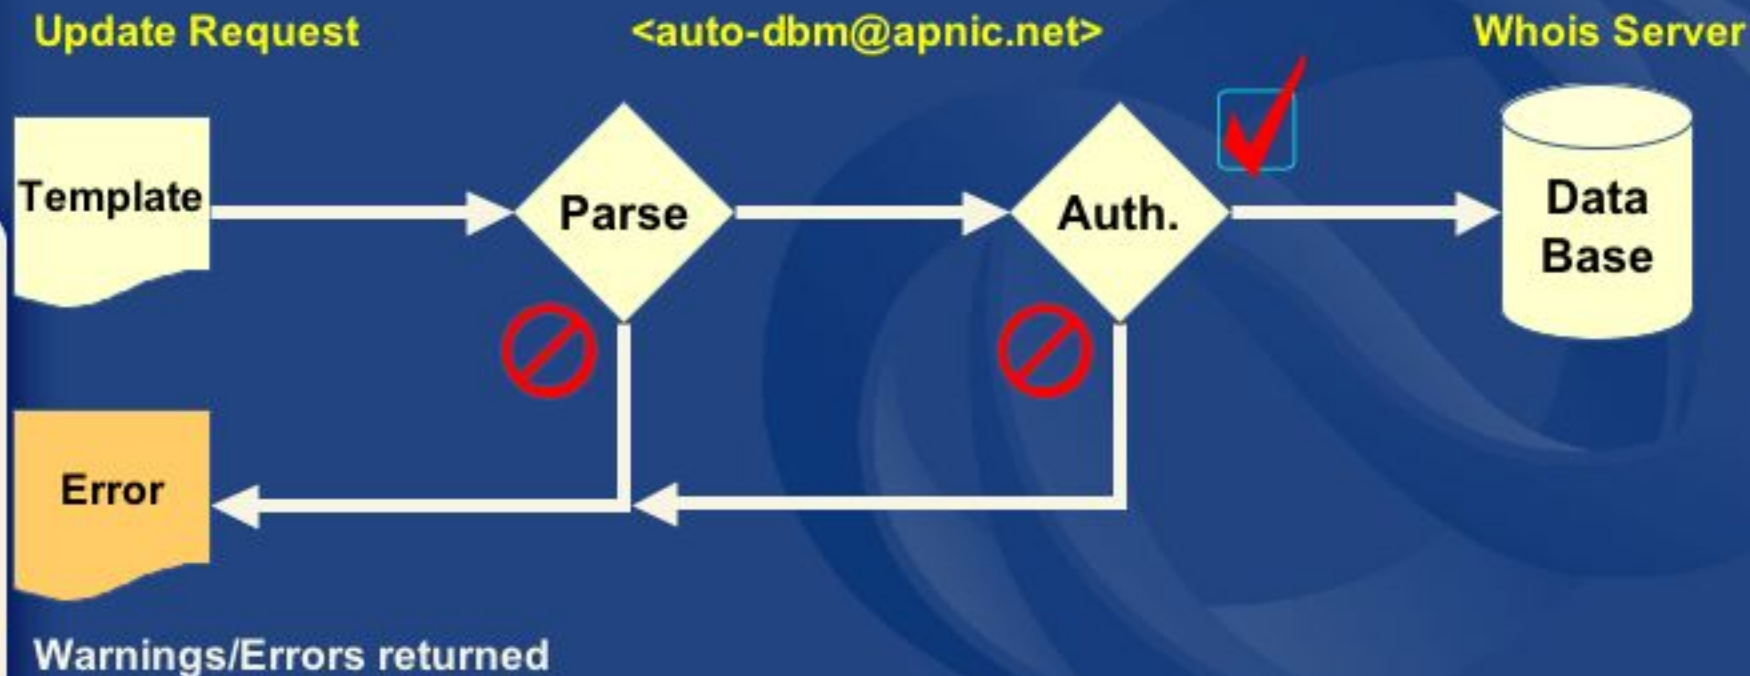 Update Request
<auto-dbm@apnic.net>
Whois Server
Template
Parse
Auth.
Data
Base
Error
Warnings/Errors returned